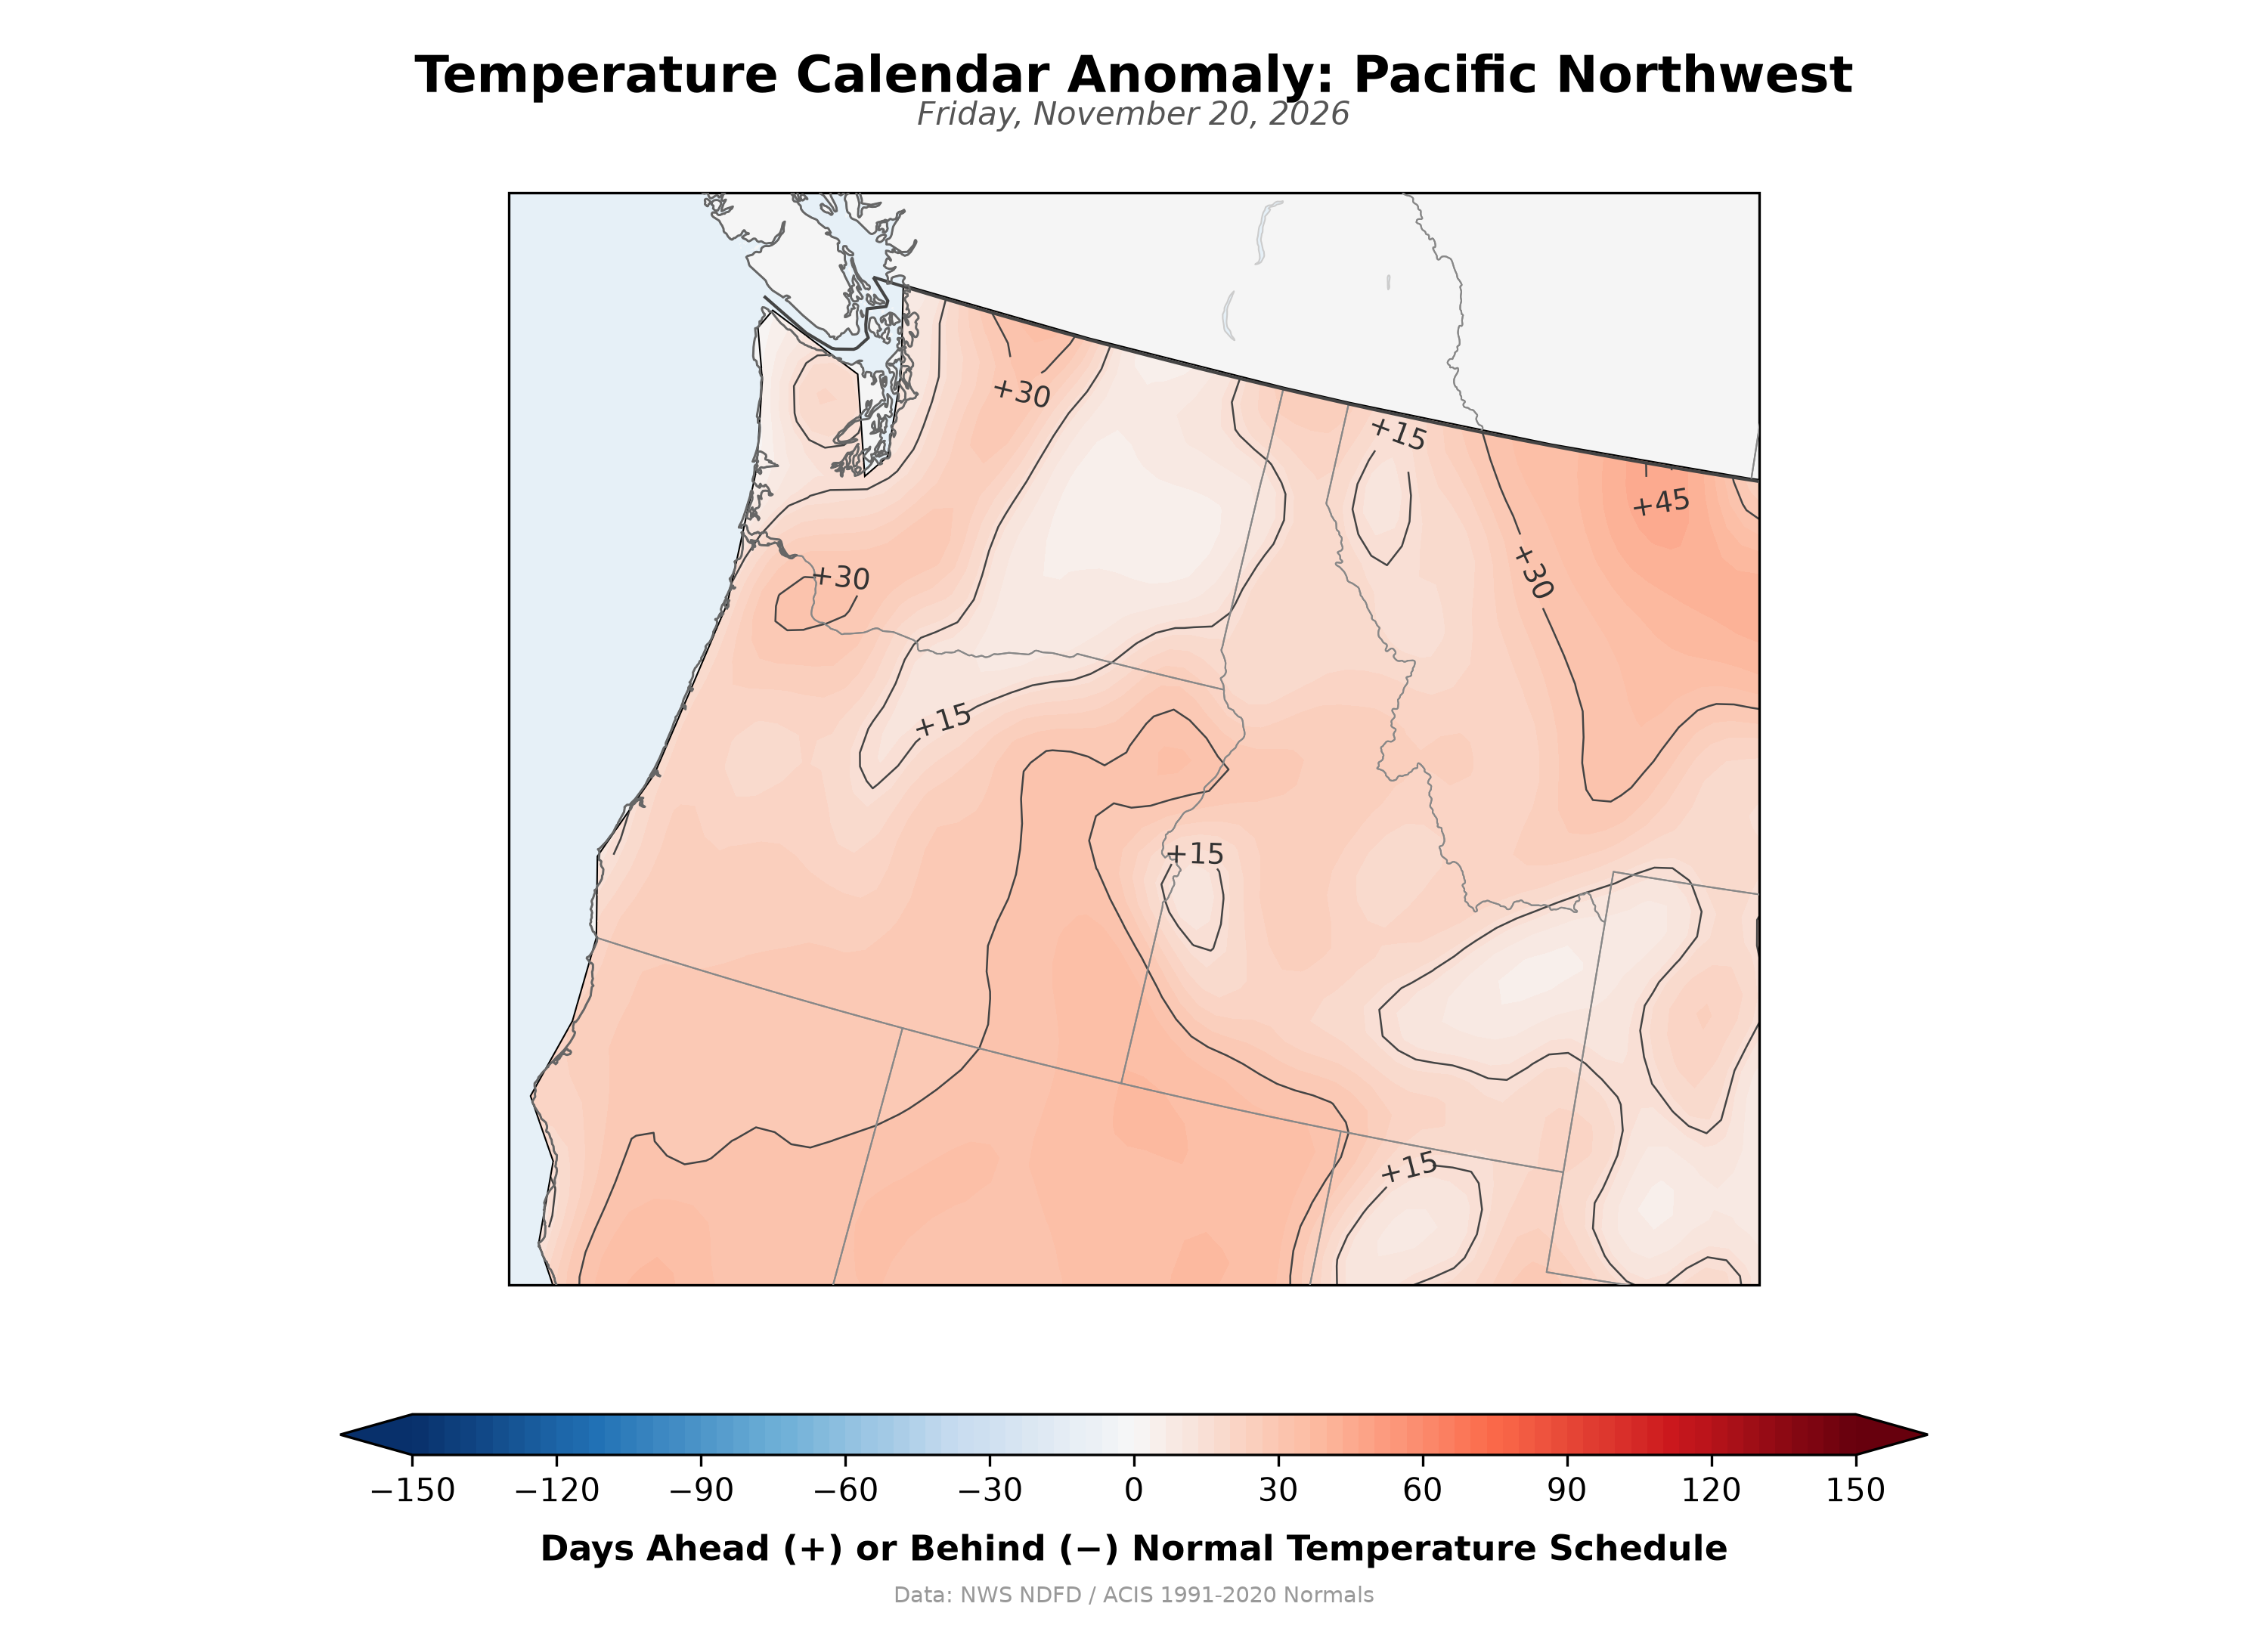 Temperature Calendar Anomaly: Pacific Northwest
Friday, November 20, 2026
+30
+15
+45
+30
+30
+15
+15
+15
−150 −120 −90 −60 −30 0 30 60 90 120 150
Days Ahead (+) or Behind (−) Normal Temperature Schedule
Data: NWS NDFD / ACIS 1991-2020 Normals